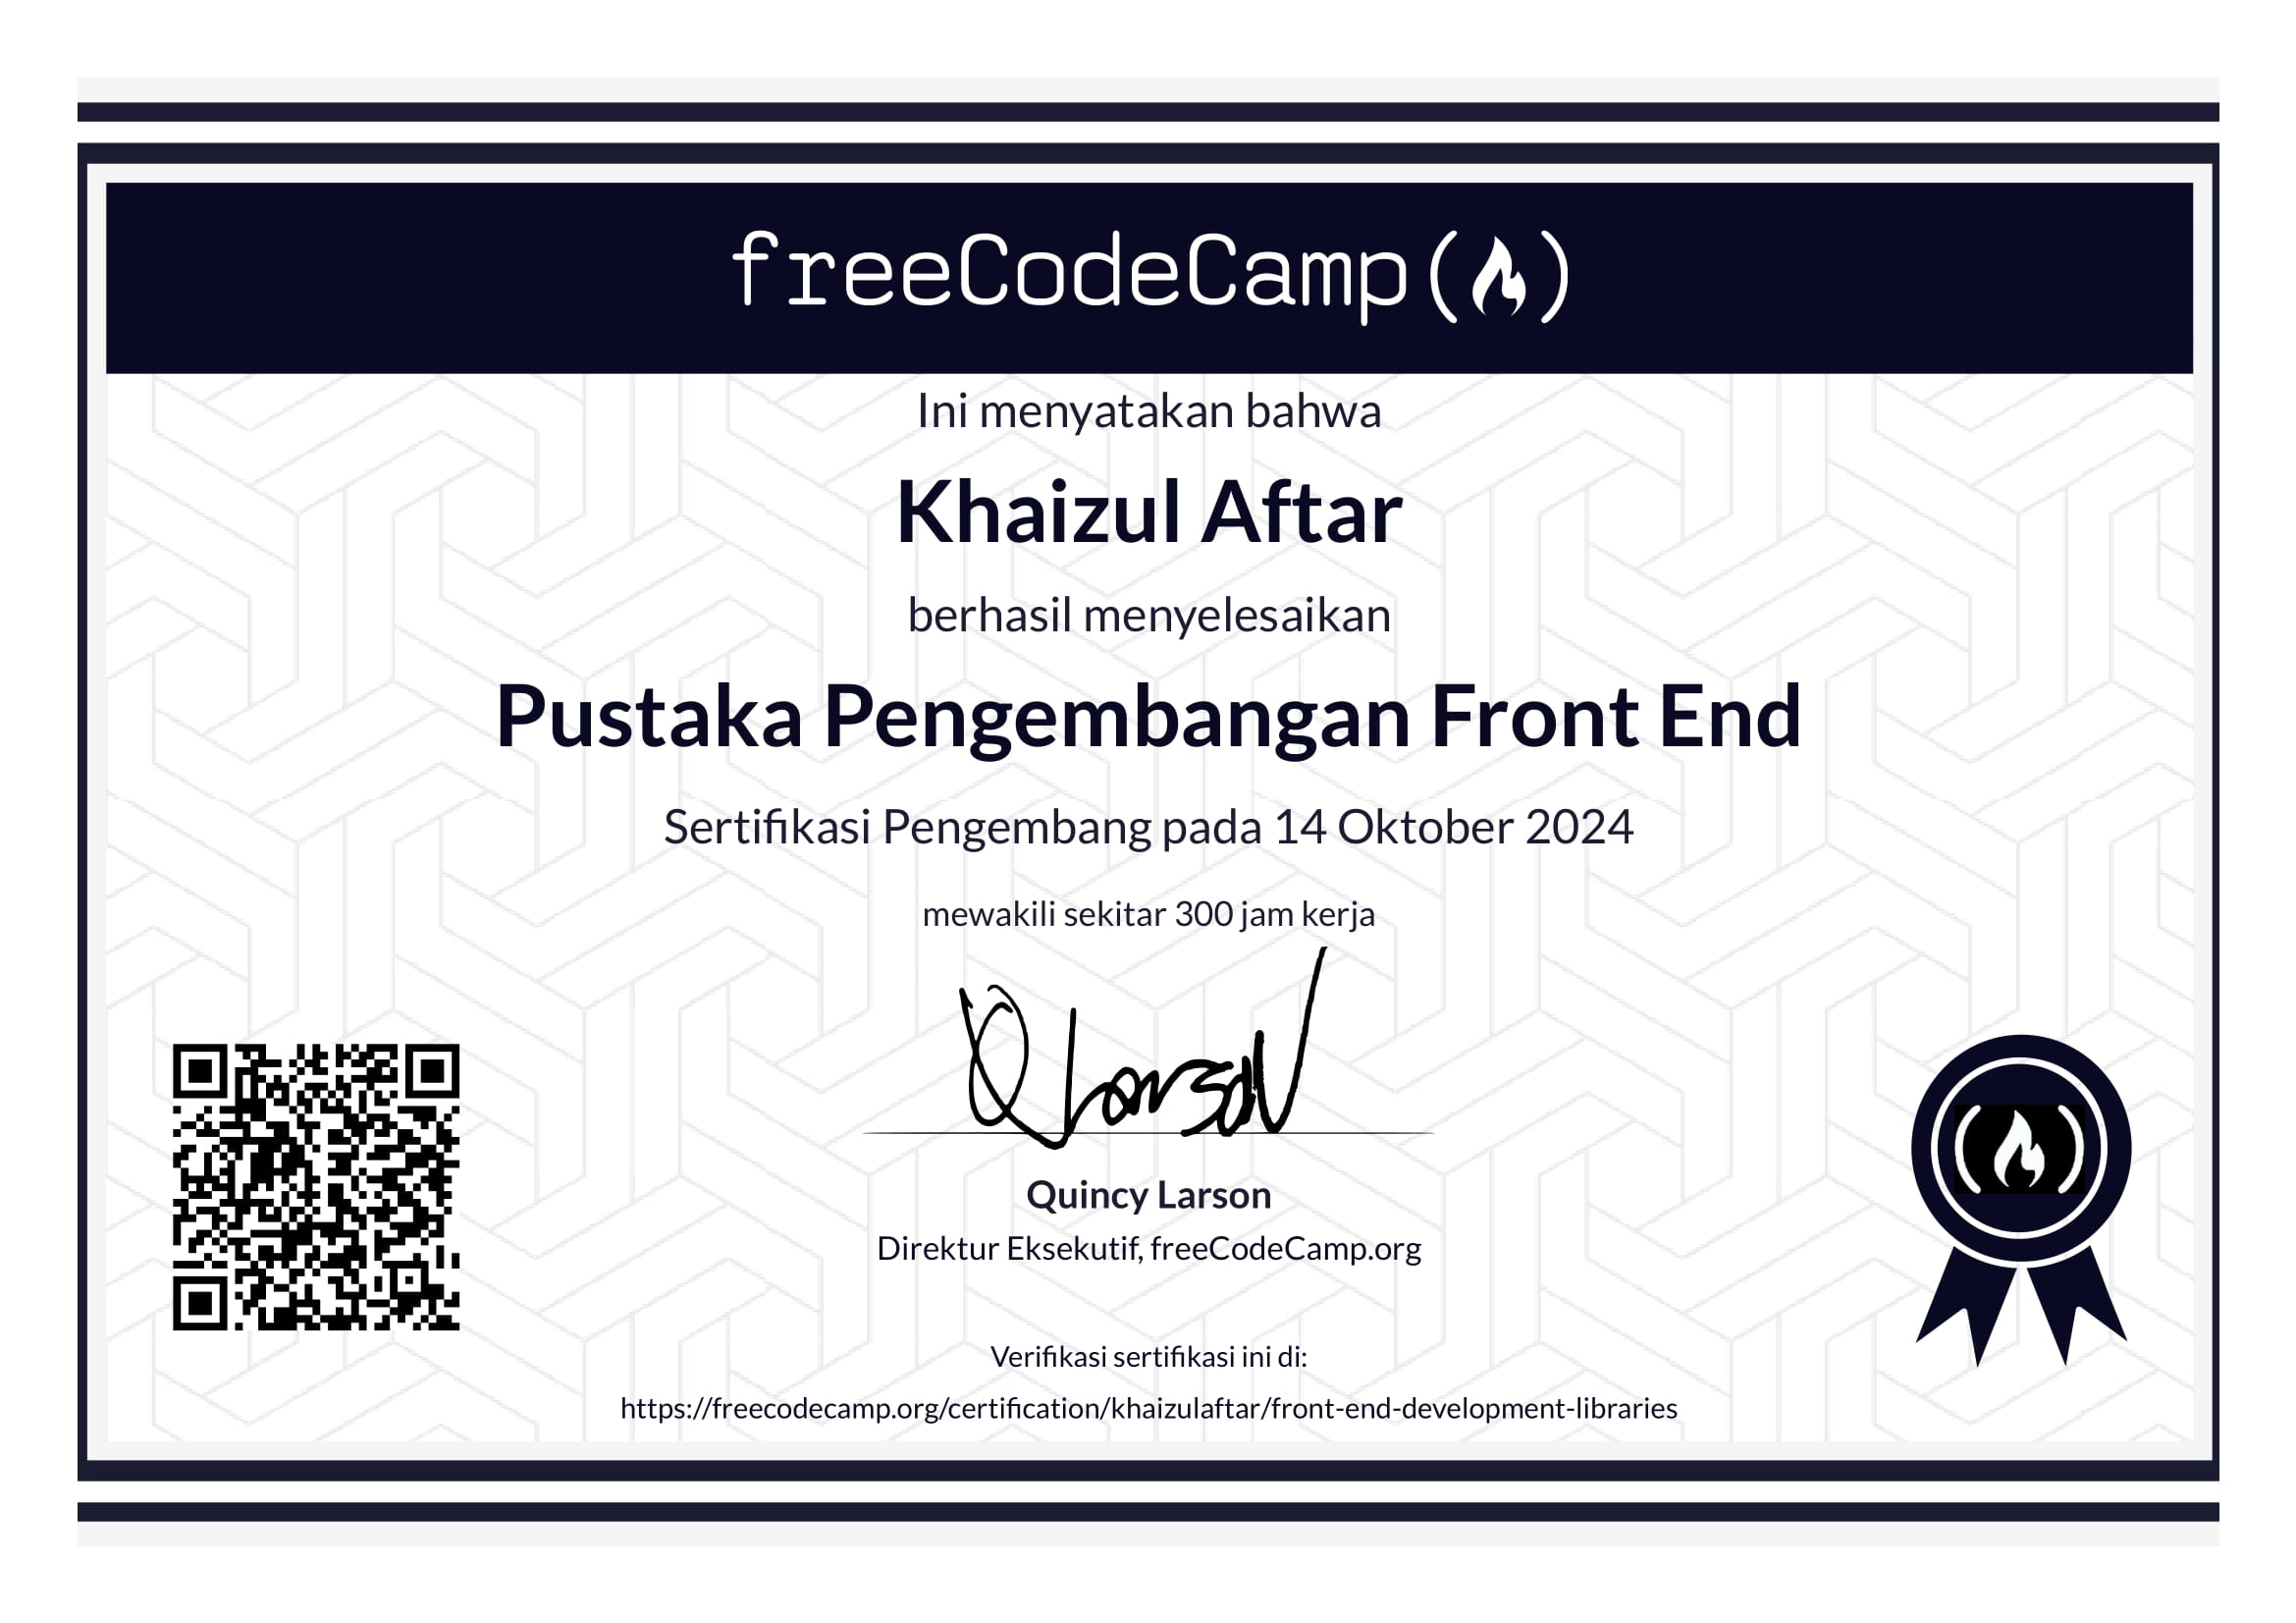 freeCodeCamp
Ini menyatakan bahwa
Khaizul Aftar
berhasil menyelesaikan
Pustaka Pengembangan Front End
Sertifikasi Pengembang pada 14 Oktober 2024
mewakili sekitar 300 jam kerja
Quincy Larson
Direktur Eksekutif, freeCodeCamp.org
Verifikasi sertifikasi ini di:
https://freecodecamp.org/certification/khaizulaftar/front-end-development-libraries